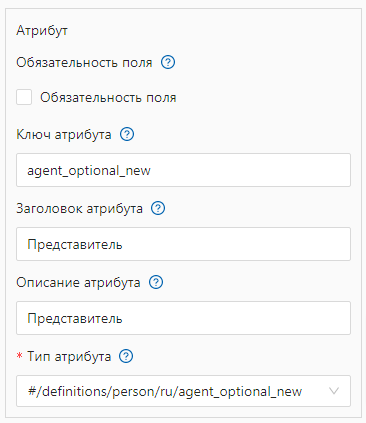 Атрибут
Обязательность поля
Обязательность поля
Ключ атрибута
agent_optional_new
Заголовок атрибута
Представитель
Описание атрибута
Представитель
* Тип атрибута
#/definitions/person/ru/agent_optional_new